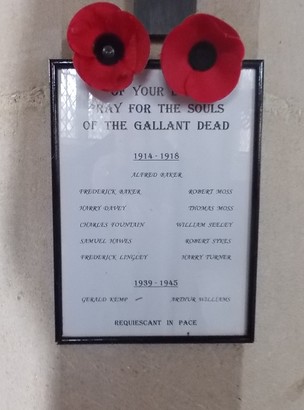 OF YOUR
PRAY FOR THE SOULS
OF THE GALLANT DEAD
1914-1918
ALFRED BAKER
FREDERICK BAKER ROBERT MOSS
HARRY DAVEY THOMAS MOSS
CHARLES FOUNTAIN WILLIAM SEELEY
SAMUEL HAWES ROBERT SYKES
FREDERICK LINGLEY HARRY TURNER
1939-1945
GERALD KEMP ARTHUR WILLIAMS
REQUIESCANT IN PACE